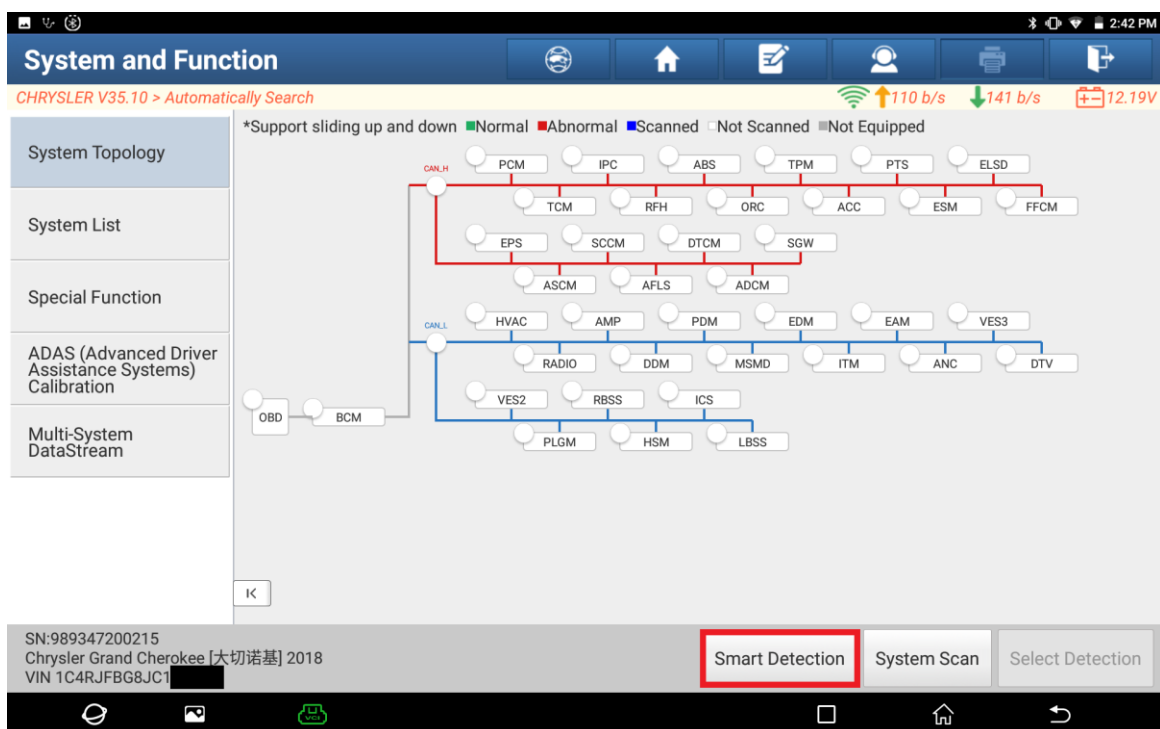 2:42 PM
System and Function
CHRYSLER V35.10 > Automatically Search
110 b/s
141 b/s
12.19V
System Topology
System List
Special Function
ADAS (Advanced Driver
Assistance Systems)
Calibration
Multi-System
DataStream
*Support sliding up and down Normal Abnormal Scanned Not Scanned Not Equipped
CAN_H
PCM IPC ABS TPM PTS ELSD
TCM RFH ORC ACC ESM FFCM
EPS SCCM DTCM SGW
ASCM AFLS ADCM
CAN_L
HVAC AMP PDM EDM EAM VES3
RADIO DDM MSMD ITM ANC DTV
VES2 RBSS ICS
OBD BCM
PLGM HSM LBSS
SN:989347200215
Chrysler Grand Cherokee [大切诺基] 2018
VIN 1C4RJFBG8JC1
Smart Detection
System Scan
Select Detection
VCI